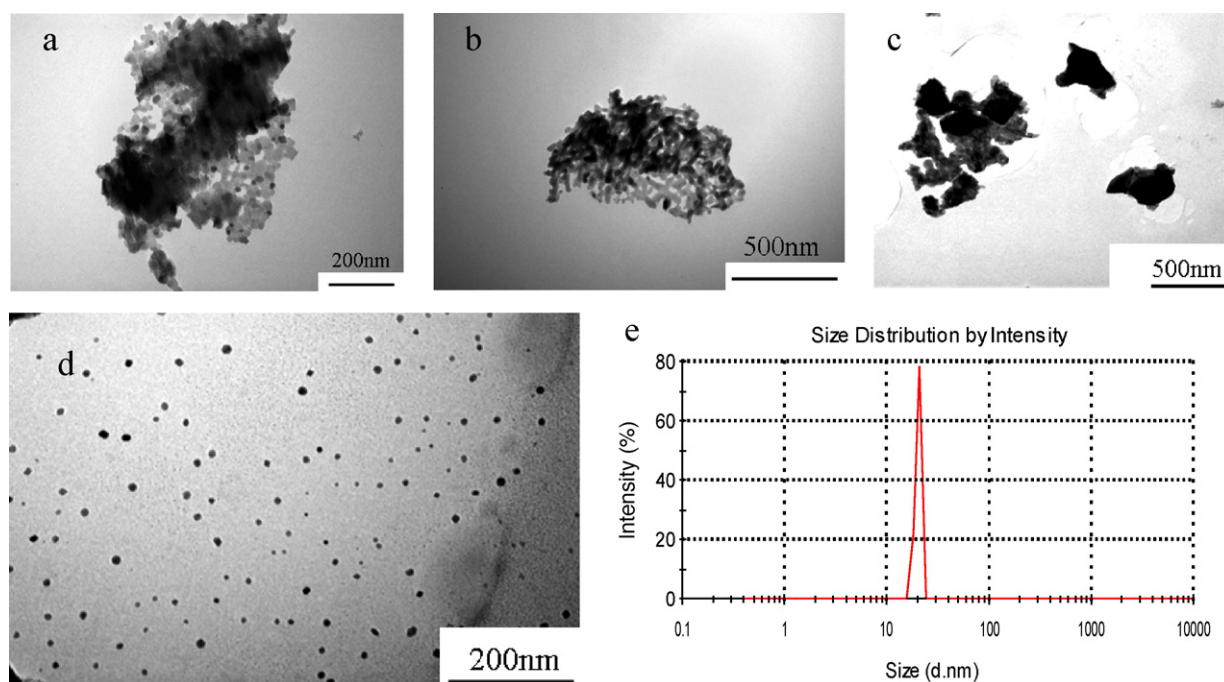 a
200nm
b
500nm
c
500nm
d
200nm
e
Size Distribution by Intensity
Intensity (%)
80
60
40
20
0
0.1 1 10 100 1000 10000
Size (d.nm)